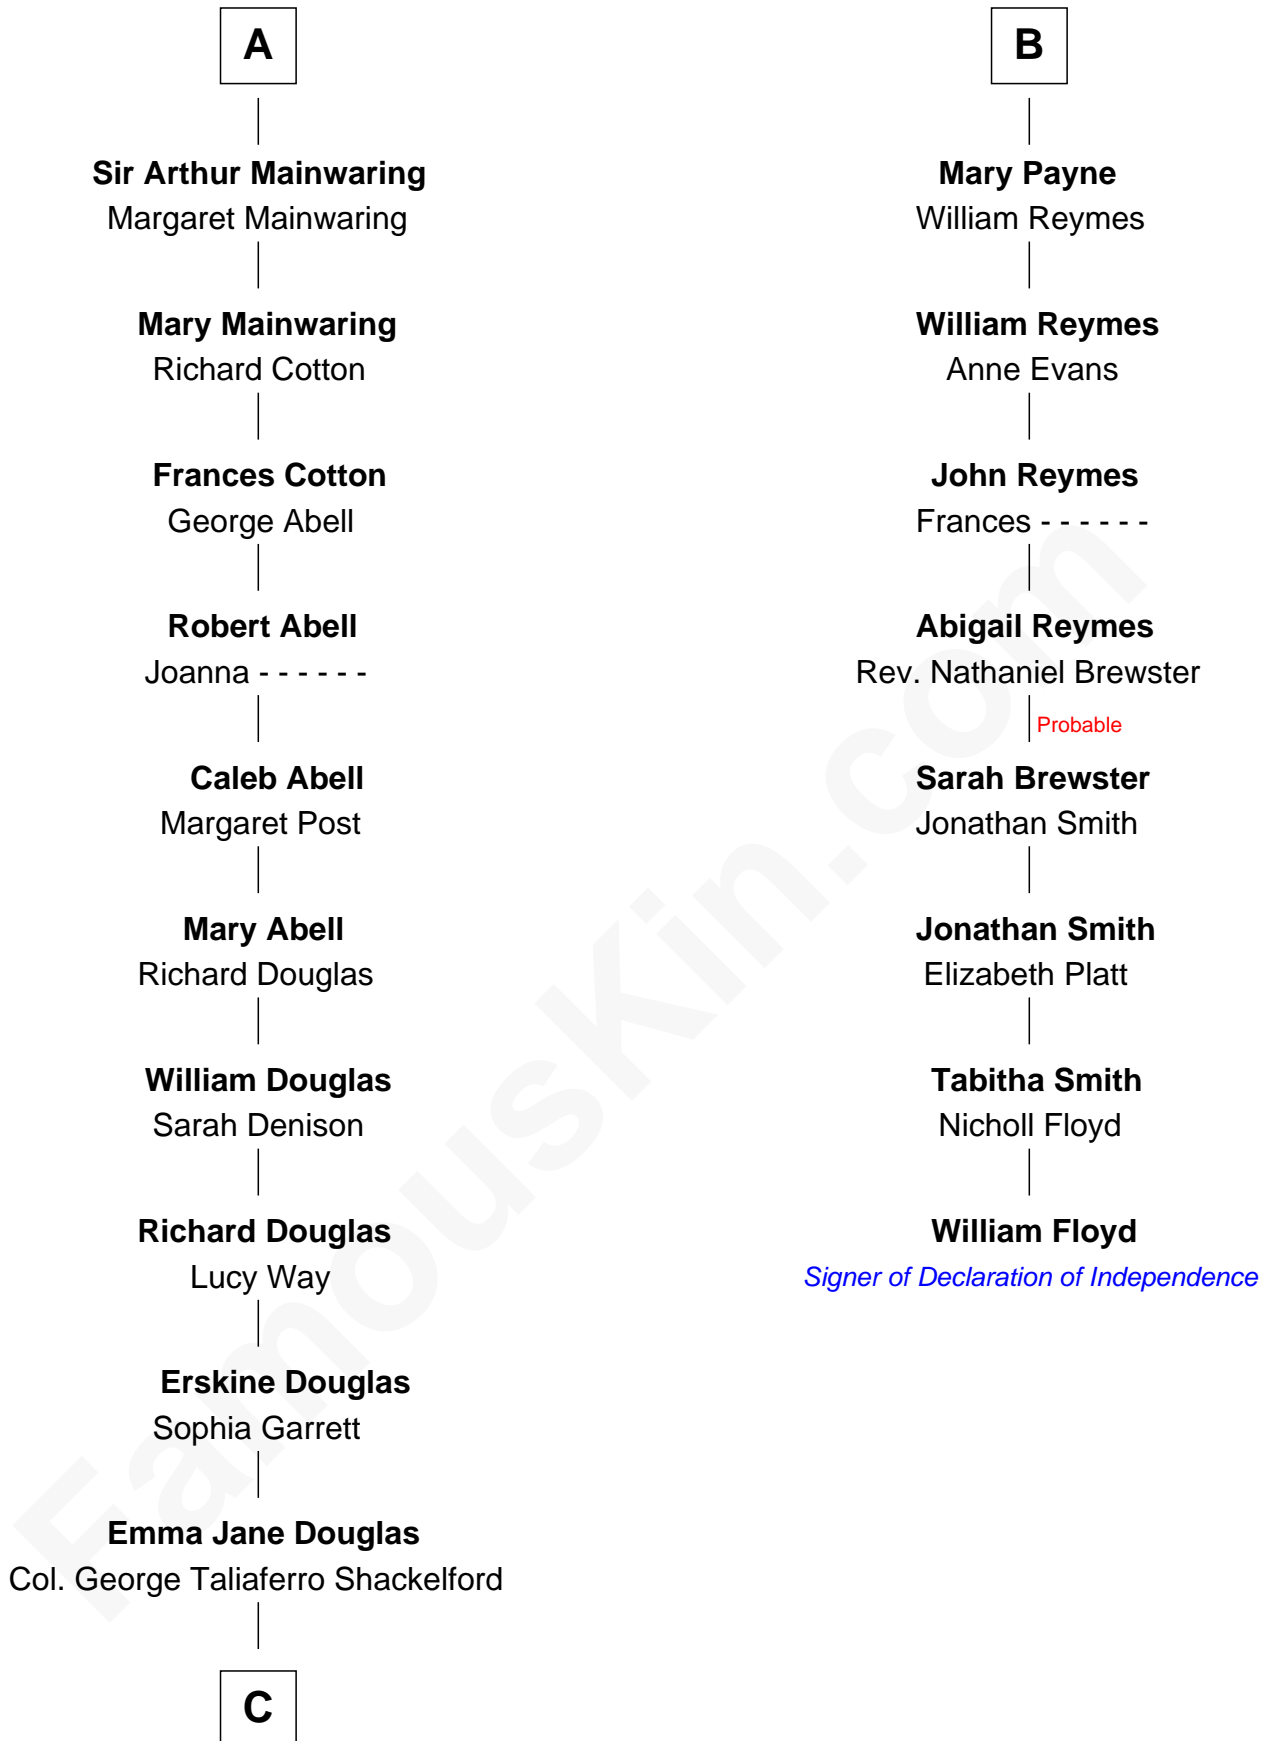 A
Sir Arthur Mainwaring
Margaret Mainwaring
Mary Mainwaring
Richard Cotton
Frances Cotton
George Abell
Robert Abell
Joanna - - - - - -
Caleb Abell
Margaret Post
Mary Abell
Richard Douglas
William Douglas
Sarah Denison
Richard Douglas
Lucy Way
Erskine Douglas
Sophia Garrett
Emma Jane Douglas
Col. George Taliaferro Shackelford
C
B
Mary Payne
William Reymes
William Reymes
Anne Evans
John Reymes
Frances - - - - - -
Abigail Reymes
Rev. Nathaniel Brewster
Probable
Sarah Brewster
Jonathan Smith
Jonathan Smith
Elizabeth Platt
Tabitha Smith
Nicholl Floyd
William Floyd
Signer of Declaration of Independence
FamousKin.com